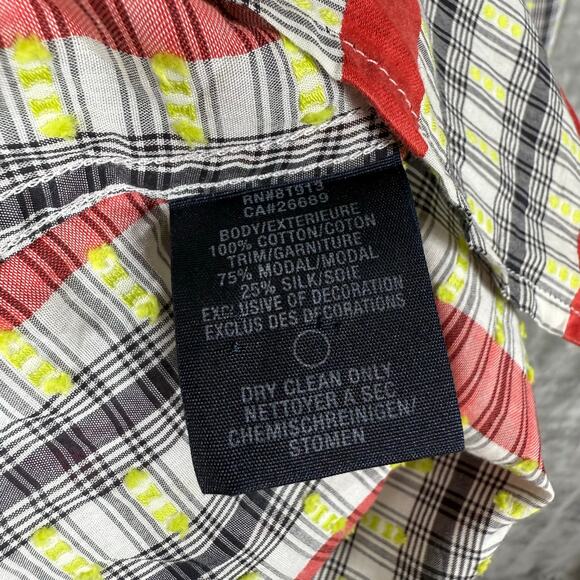 RN#81913
CA#26689
BODY/EXTERIEURE
100% COTTON/COTON
TRIM/GARNITURE
75% MODAL/MODAL
25% SILK/SOIE
EXCLUSIVE OF DECORATION
EXCLUS DES DECORATIONS
DRY CLEAN ONLY
NETTOYER A SEC
CHEMISCHREINIGEN/
STOMEN